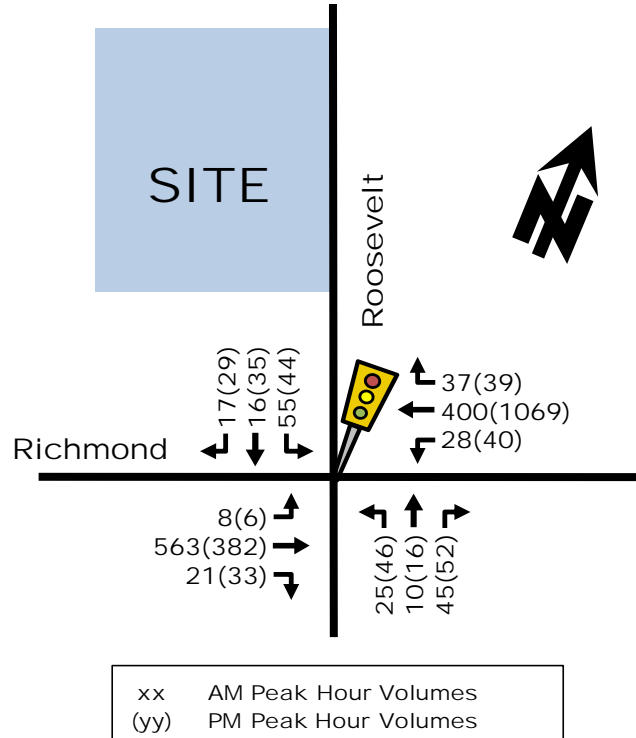 SITE
Roosevelt
17(29)
16(35)
55(44)
37(39)
400(1069)
28(40)
Richmond
8(6)
563(382)
21(33)
25(46)
10(16)
45(52)
N
xx AM Peak Hour Volumes
(yy) PM Peak Hour Volumes